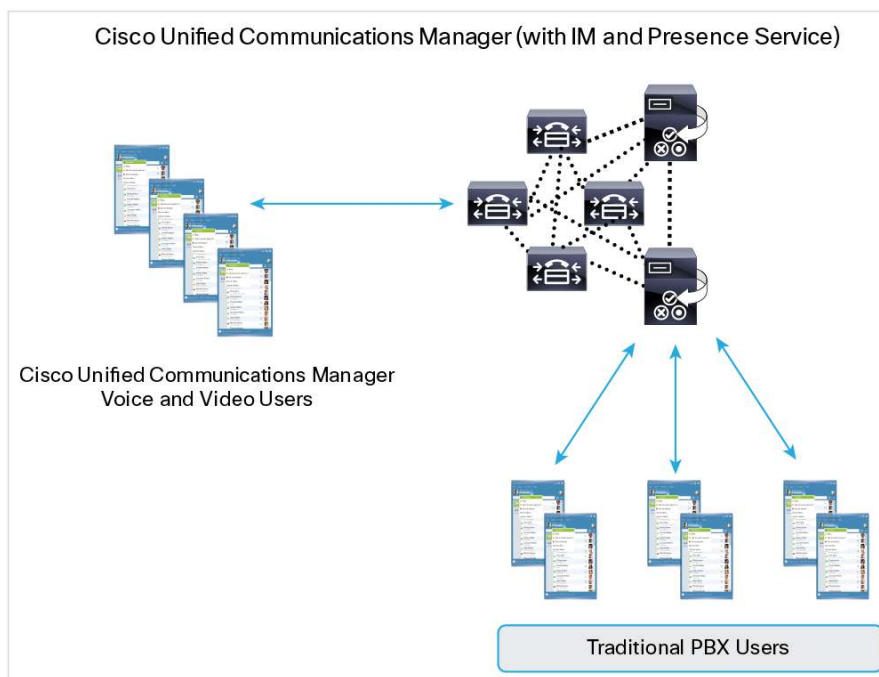 Cisco Unified Communications Manager (with IM and Presence Service)
Cisco Unified Communications Manager
Voice and Video Users
Traditional PBX Users